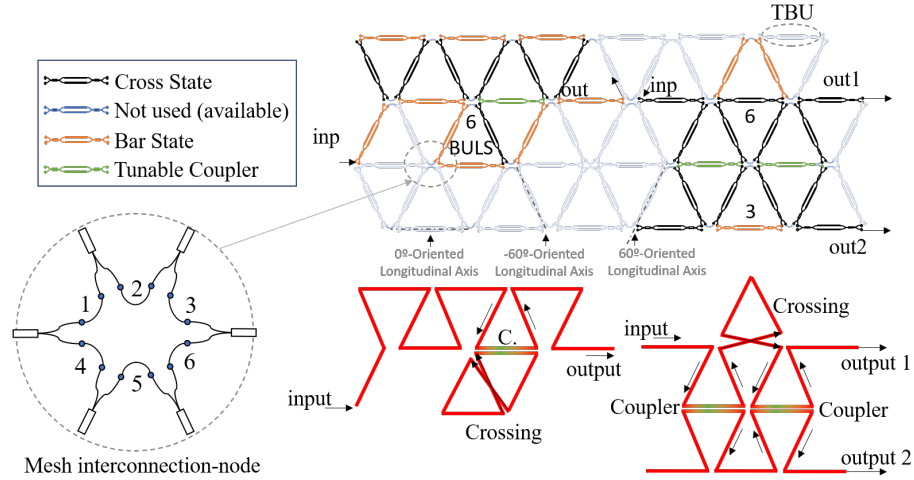 TBU
Cross State
Not used (available)
Bar State
Tunable Coupler
inp
out
inp
out1
6
BULS
6
3
out2
0º-Oriented
Longitudinal Axis
-60º-Oriented
Longitudinal Axis
60º-Oriented
Longitudinal Axis
1
2
3
4
5
6
Mesh interconnection-node
C.
input
output
Crossing
Crossing
input
output 1
Coupler
Coupler
output 2